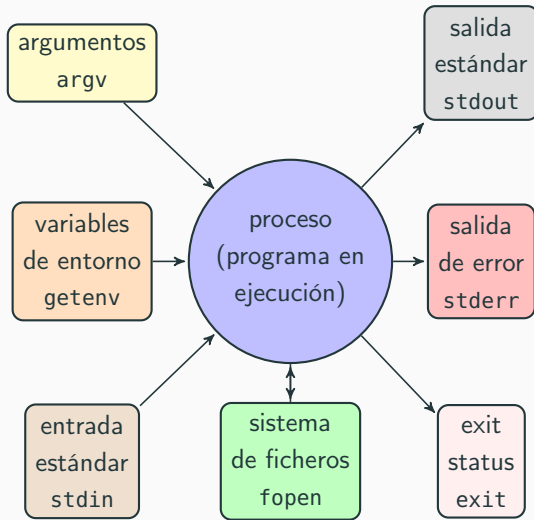 argumentos
argv
salida
estándar
stdout
variables
de entorno
getenv
proceso
(programa en
ejecución)
salida
de error
stderr
entrada
estándar
stdin
sistema
de ficheros
fopen
exit
status
exit